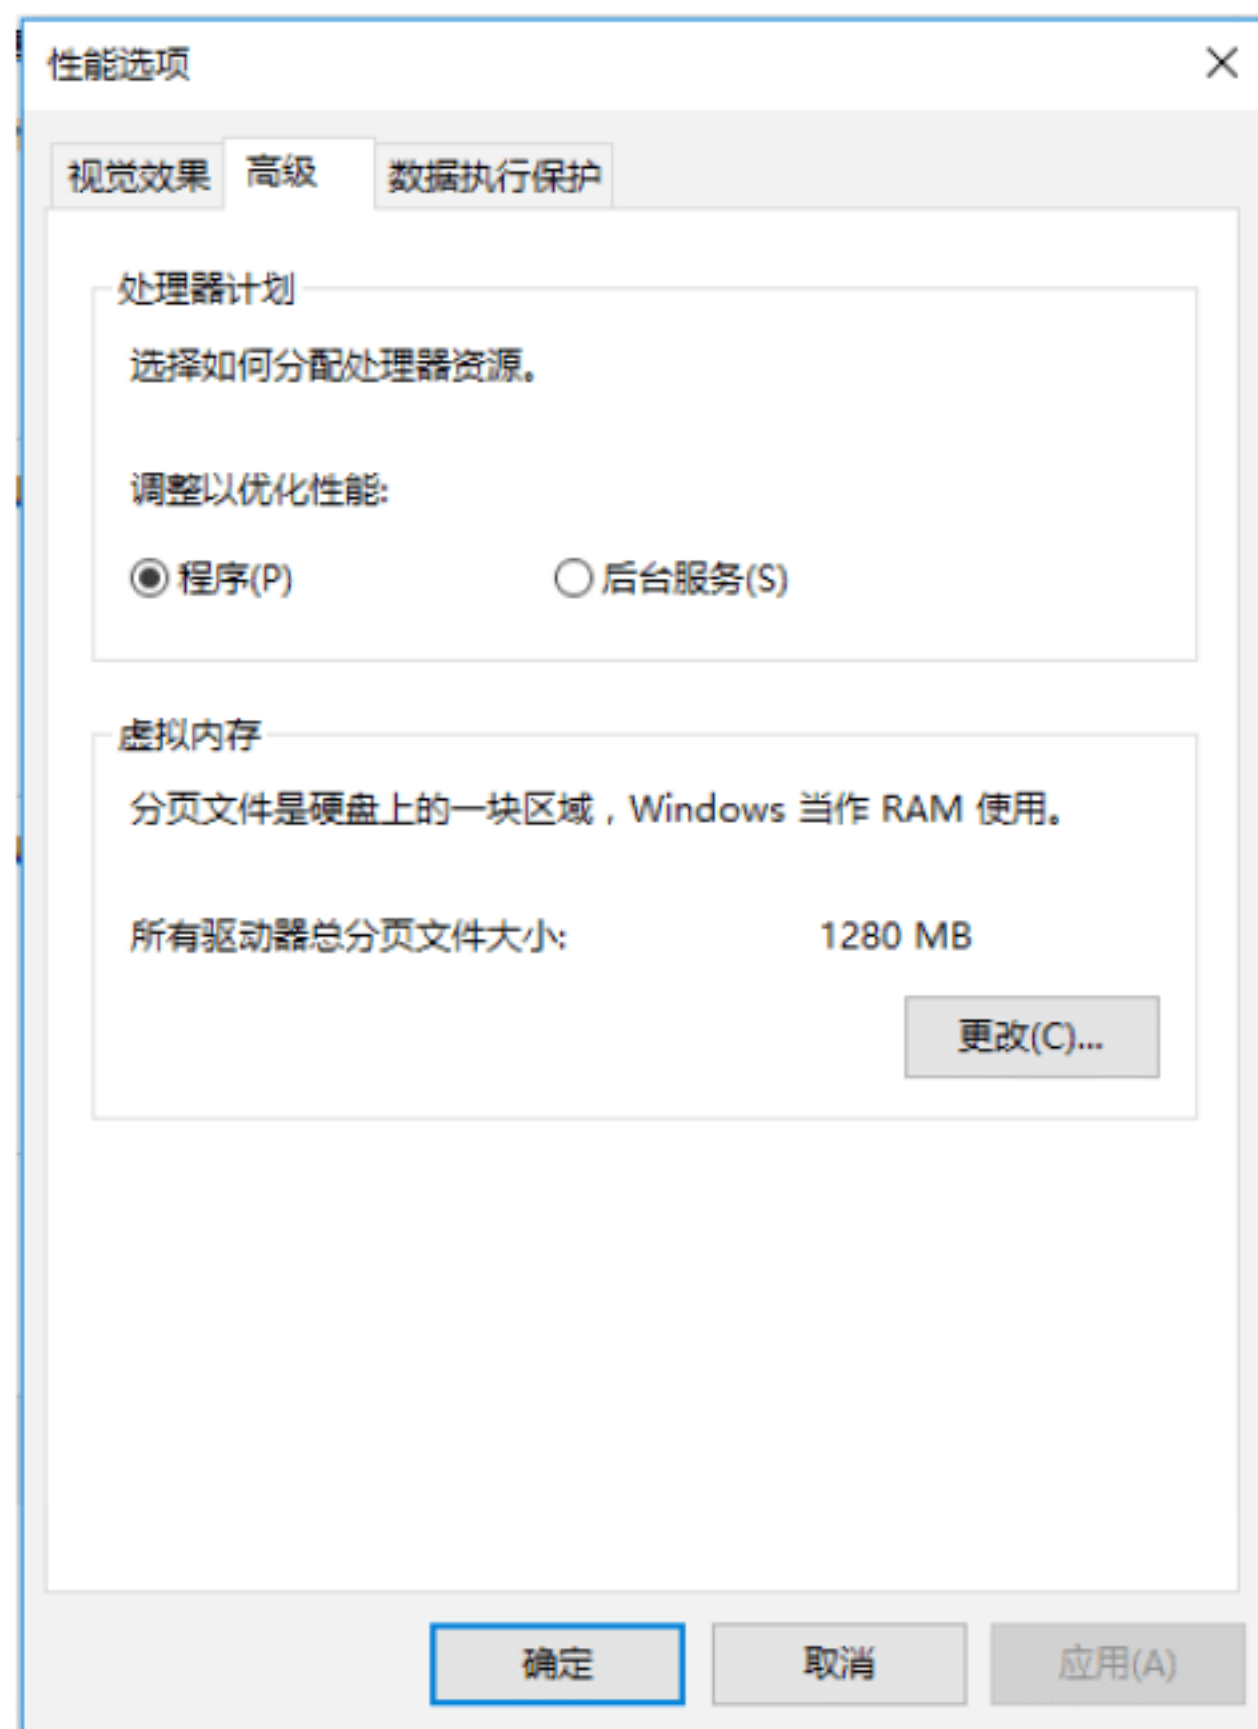 性能选项
视觉效果 高级 数据执行保护
处理器计划
选择如何分配处理器资源。
调整以优化性能:
程序(P) 后台服务(S)
虚拟内存
分页文件是硬盘上的一块区域，Windows 当作 RAM 使用。
所有驱动器总分页文件大小: 1280 MB
更改(C)...
确定 取消 应用(A)